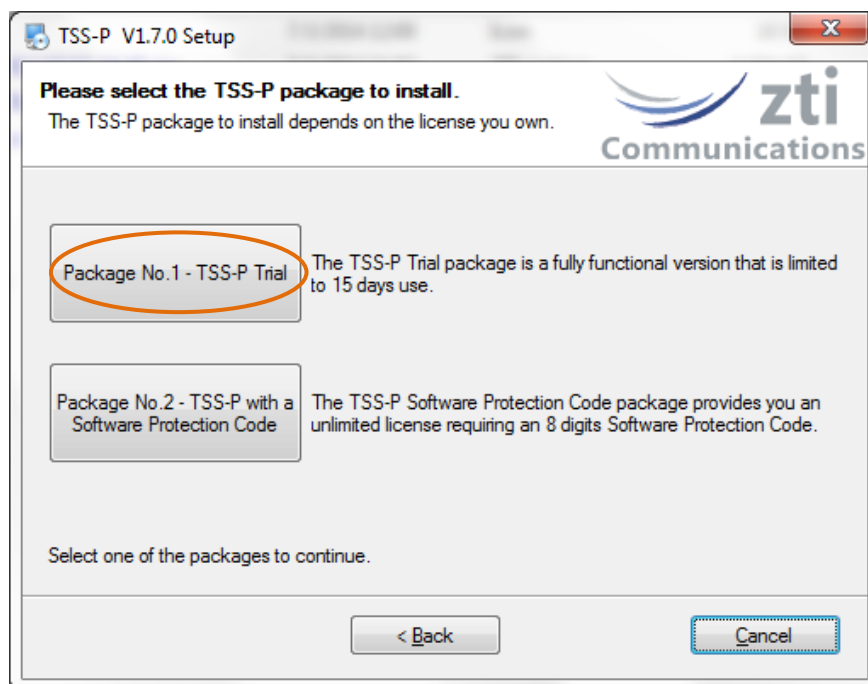 TSS-P V1.7.0 Setup
Please select the TSS-P package to install.
The TSS-P package to install depends on the license you own.
zti
Communications
Package No.1 - TSS-P Trial
The TSS-P Trial package is a fully functional version that is limited
to 15 days use.
Package No.2 - TSS-P with a
Software Protection Code
The TSS-P Software Protection Code package provides you an
unlimited license requiring an 8 digits Software Protection Code.
Select one of the packages to continue.
< Back
Cancel